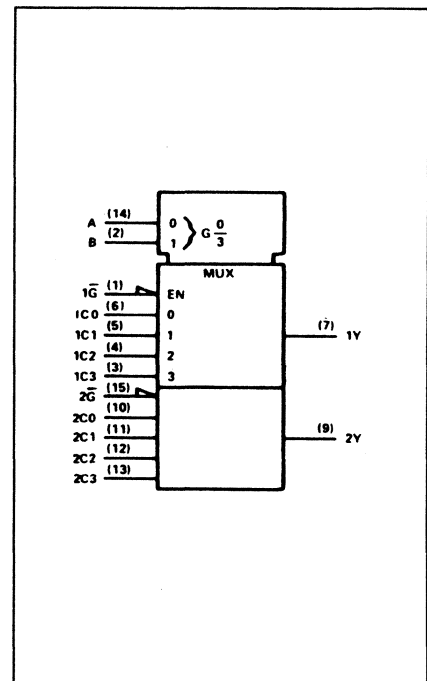 A (14) 0 } G 0/3
B (2) 1
MUX
1G̅ (1) EN
IC0 (6) 0
1C1 (5) 1 (7) 1Y
1C2 (4) 2
1C3 (3) 3
2G̅ (15)
2C0 (10)
2C1 (11) (9) 2Y
2C2 (12)
2C3 (13)